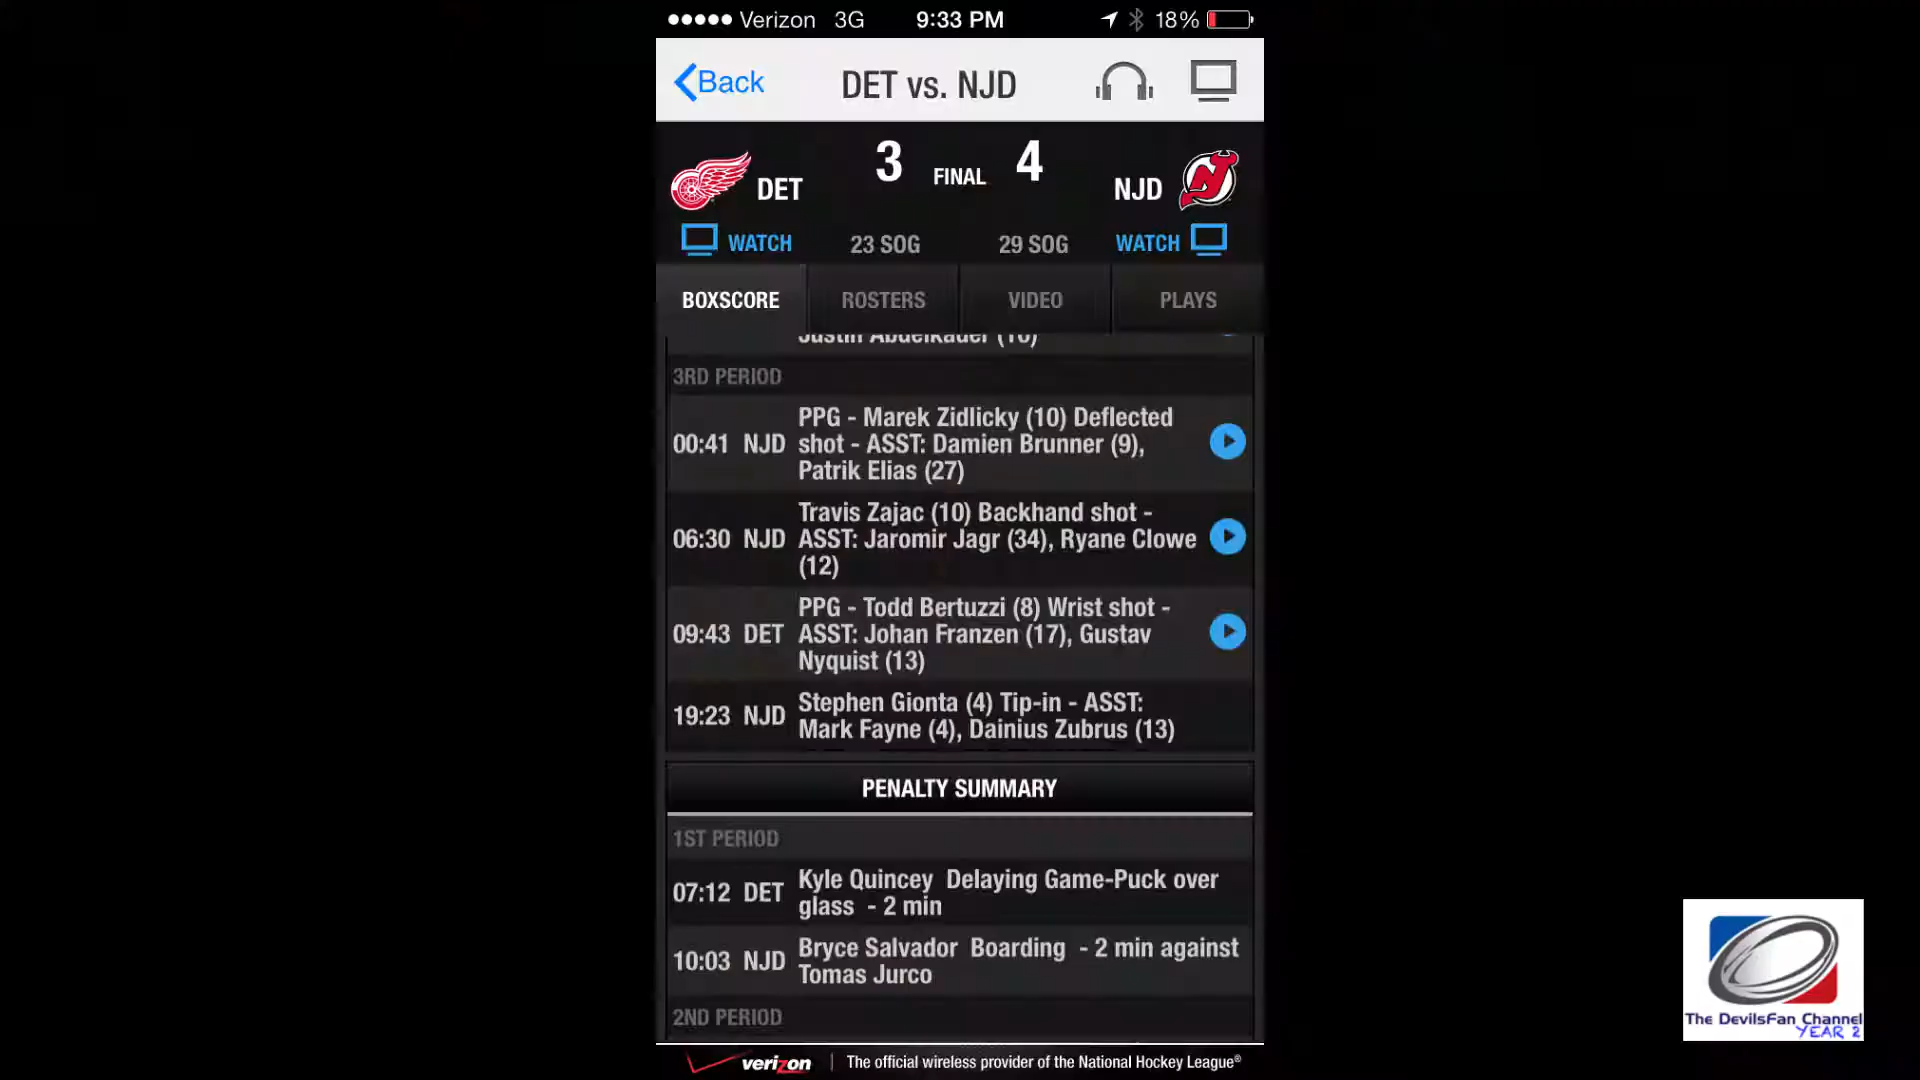 Verizon 3G 9:33 PM 18%
Back DET vs. NJD
3 FINAL 4
DET NJD
WATCH 23 SOG 29 SOG WATCH
BOXSCORE ROSTERS VIDEO PLAYS
Justin Abdelkader (10)
3RD PERIOD
PPG - Marek Zidlicky (10) Deflected
00:41 NJD shot - ASST: Damien Brunner (9),
Patrik Elias (27)
Travis Zajac (10) Backhand shot -
06:30 NJD ASST: Jaromir Jagr (34), Ryane Clowe
(12)
PPG - Todd Bertuzzi (8) Wrist shot -
09:43 DET ASST: Johan Franzen (17), Gustav
Nyquist (13)
Stephen Gionta (4) Tip-in - ASST:
19:23 NJD
Mark Fayne (4), Dainius Zubrus (13)
PENALTY SUMMARY
1ST PERIOD
Kyle Quincey Delaying Game-Puck over
07:12 DET
glass - 2 min
Bryce Salvador Boarding - 2 min against
10:03 NJD
Tomas Jurco
2ND PERIOD
verizon | The official wireless provider of the National Hockey League®
The DevilsFan Channel
YEAR 2